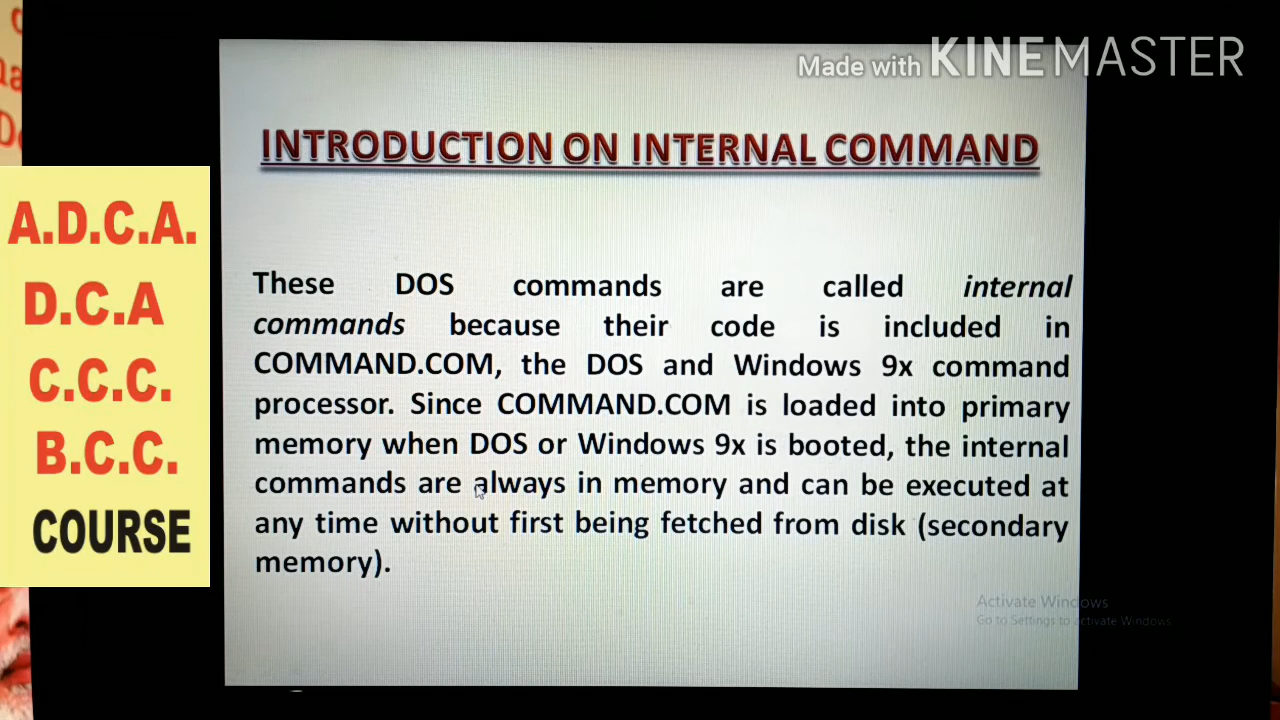 Made with KINEMASTER
INTRODUCTION ON INTERNAL COMMAND
A.D.C.A.
D.C.A
C.C.C.
B.C.C.
COURSE
These DOS commands are called internal
commands because their code is included in
COMMAND.COM, the DOS and Windows 9x command
processor. Since COMMAND.COM is loaded into primary
memory when DOS or Windows 9x is booted, the internal
commands are always in memory and can be executed at
any time without first being fetched from disk (secondary
memory).
Activate Windows
Go to Settings to activate Windows.